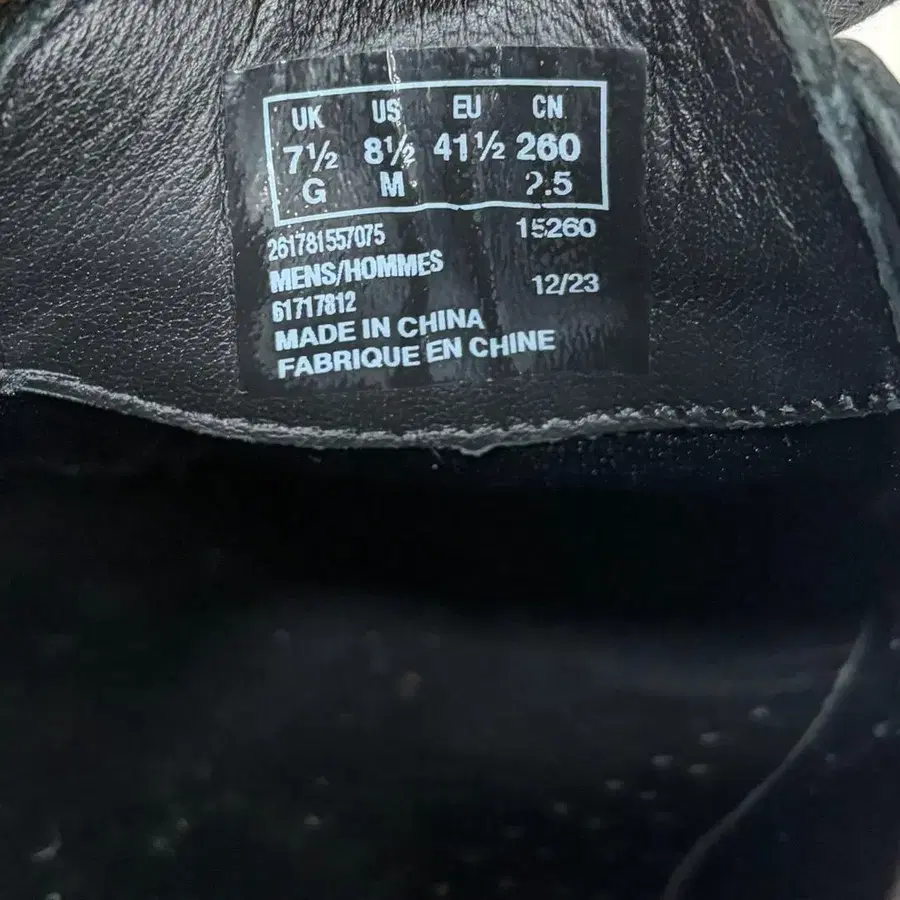 UK US EU CN
7½ 8½ 41½ 260
G M 2.5
261781557075 15260
MENS/HOMMES
61717812 12/23
MADE IN CHINA
FABRIQUE EN CHINE